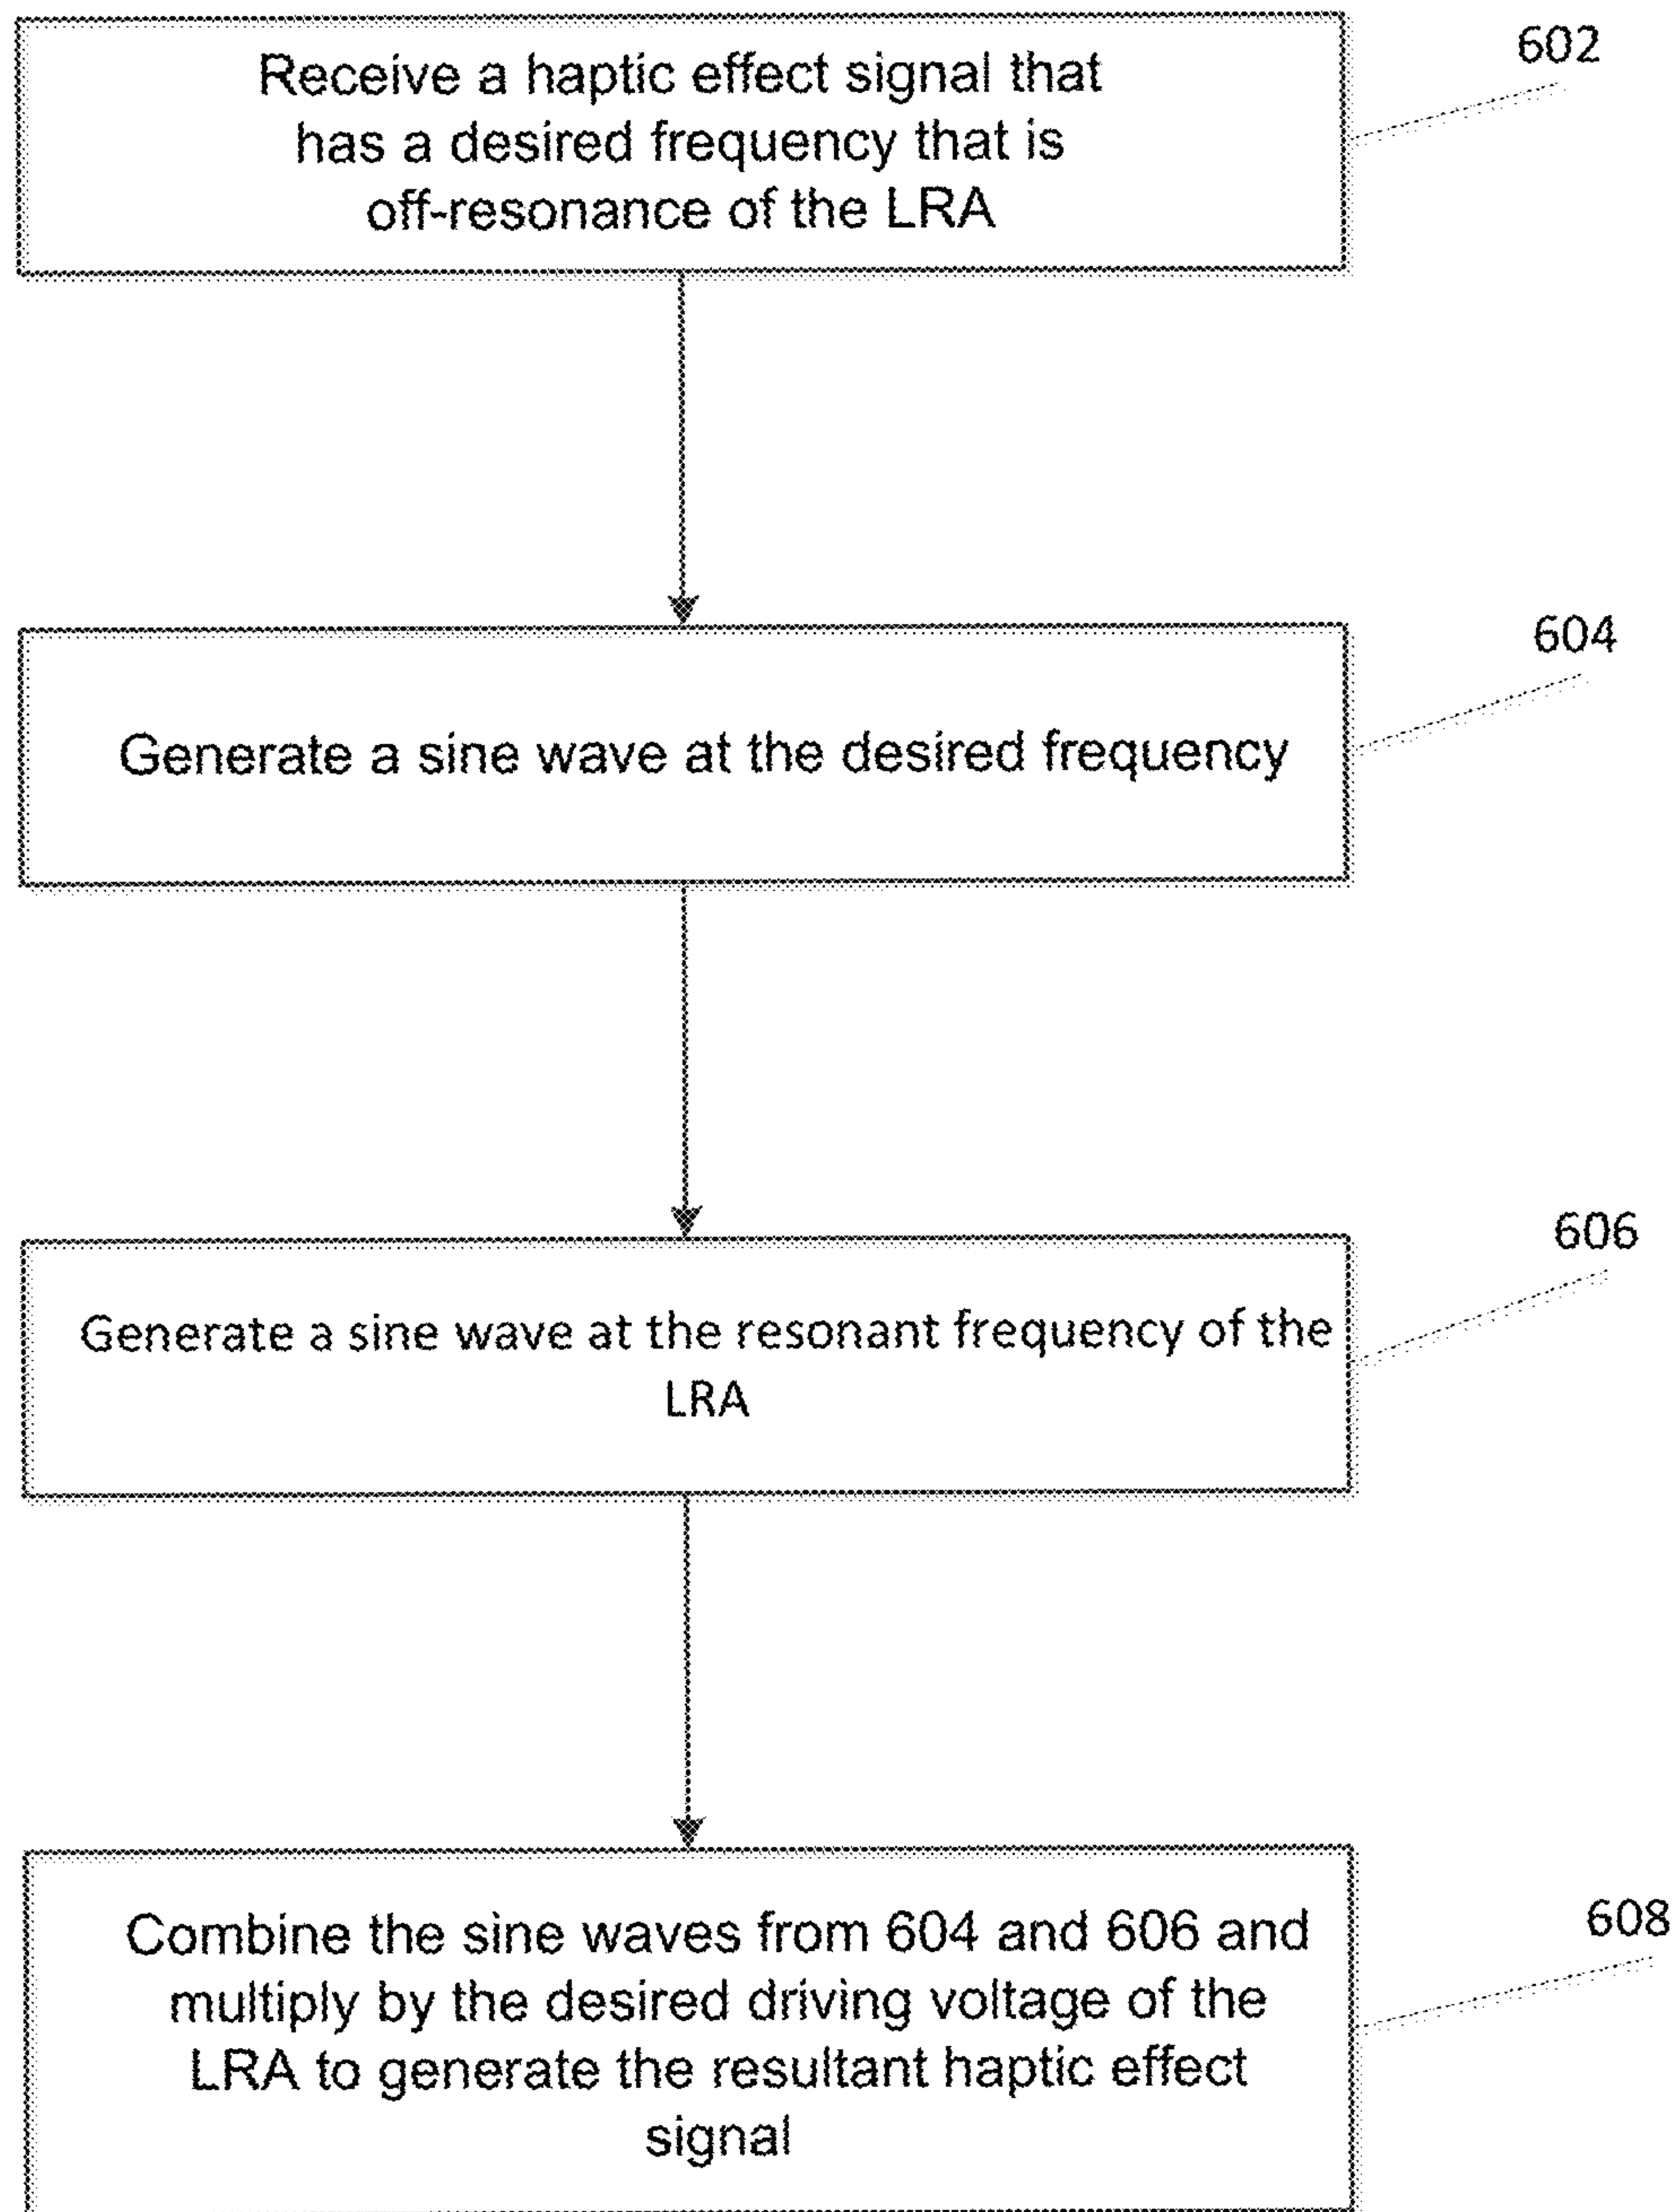 602
Receive a haptic effect signal that
has a desired frequency that is
off-resonance of the LRA
604
Generate a sine wave at the desired frequency
606
Generate a sine wave at the resonant frequency of the
LRA
608
Combine the sine waves from 604 and 606 and
multiply by the desired driving voltage of the
LRA to generate the resultant haptic effect
signal